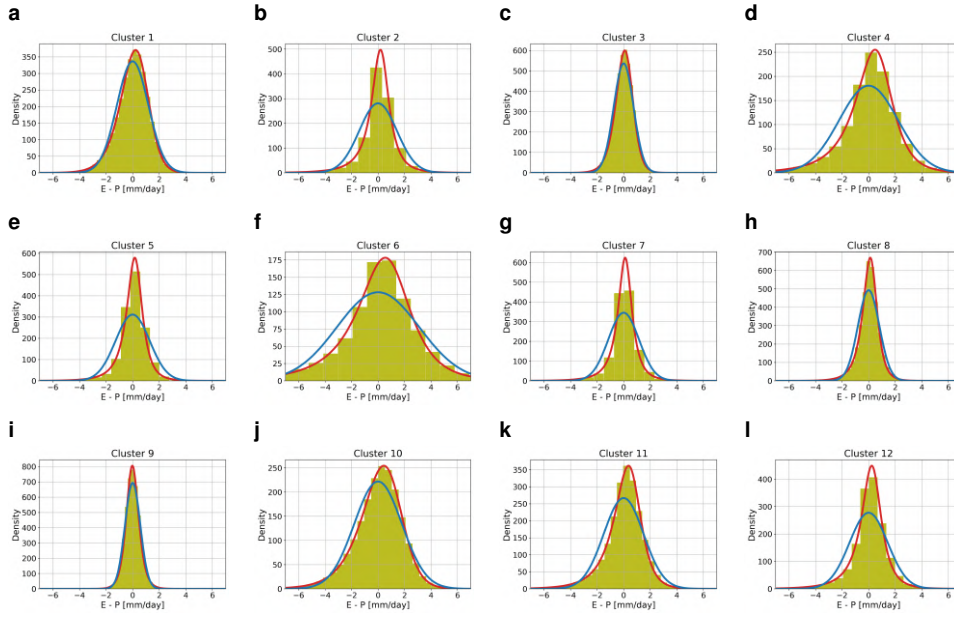 a b c d
Cluster 1 Cluster 2 Cluster 3 Cluster 4
Density
350
300
250
200
150
100
50
0
−6 −4 −2 0 2 4 6
E - P [mm/day]
Density
500
400
300
200
100
0
−6 −4 −2 0 2 4 6
E - P [mm/day]
Density
600
500
400
300
200
100
0
−6 −4 −2 0 2 4 6
E - P [mm/day]
Density
250
200
150
100
50
0
−6 −4 −2 0 2 4 6
E - P [mm/day]
e f g h
Cluster 5 Cluster 6 Cluster 7 Cluster 8
Density
600
500
400
300
200
100
0
−6 −4 −2 0 2 4 6
E - P [mm/day]
Density
175
150
125
100
75
50
25
0
−6 −4 −2 0 2 4 6
E - P [mm/day]
Density
600
500
400
300
200
100
0
−6 −4 −2 0 2 4 6
E - P [mm/day]
Density
700
600
500
400
300
200
100
0
−6 −4 −2 0 2 4 6
E - P [mm/day]
i j k l
Cluster 9 Cluster 10 Cluster 11 Cluster 12
Density
800
700
600
500
400
300
200
100
0
−6 −4 −2 0 2 4 6
E - P [mm/day]
Density
250
200
150
100
50
0
−6 −4 −2 0 2 4 6
E - P [mm/day]
Density
350
300
250
200
150
100
50
0
−6 −4 −2 0 2 4 6
E - P [mm/day]
Density
400
300
200
100
0
−6 −4 −2 0 2 4 6
E - P [mm/day]